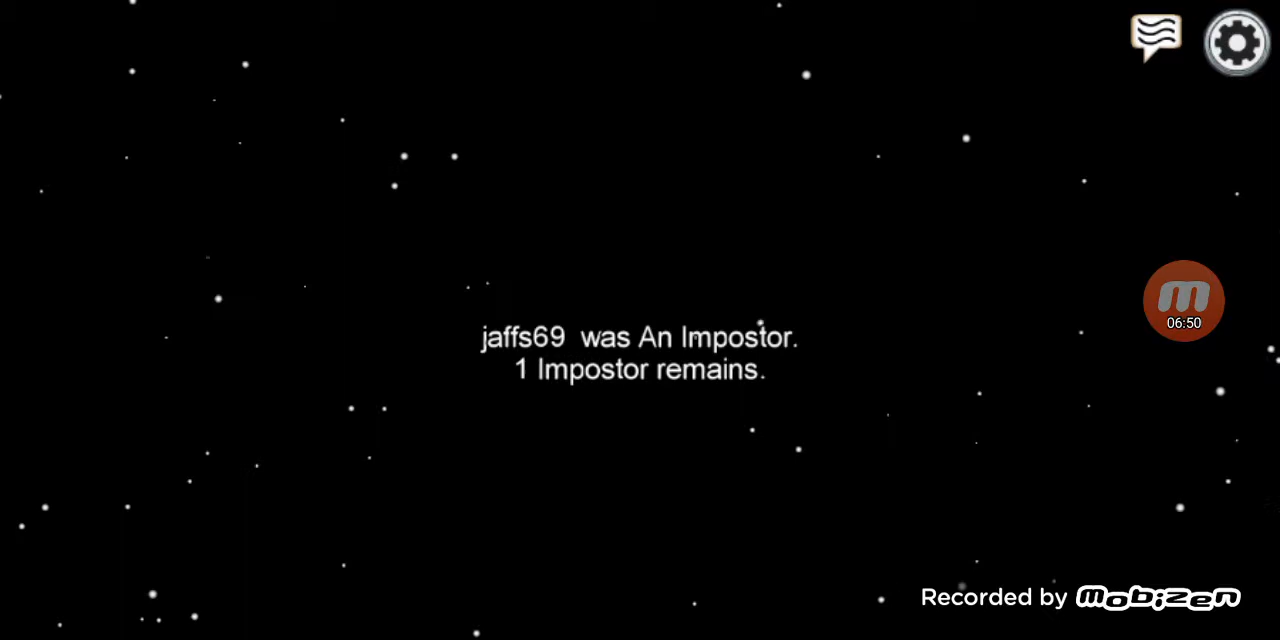 06:50
jaffs69 was An Impostor.
1 Impostor remains.
Recorded by mobizen